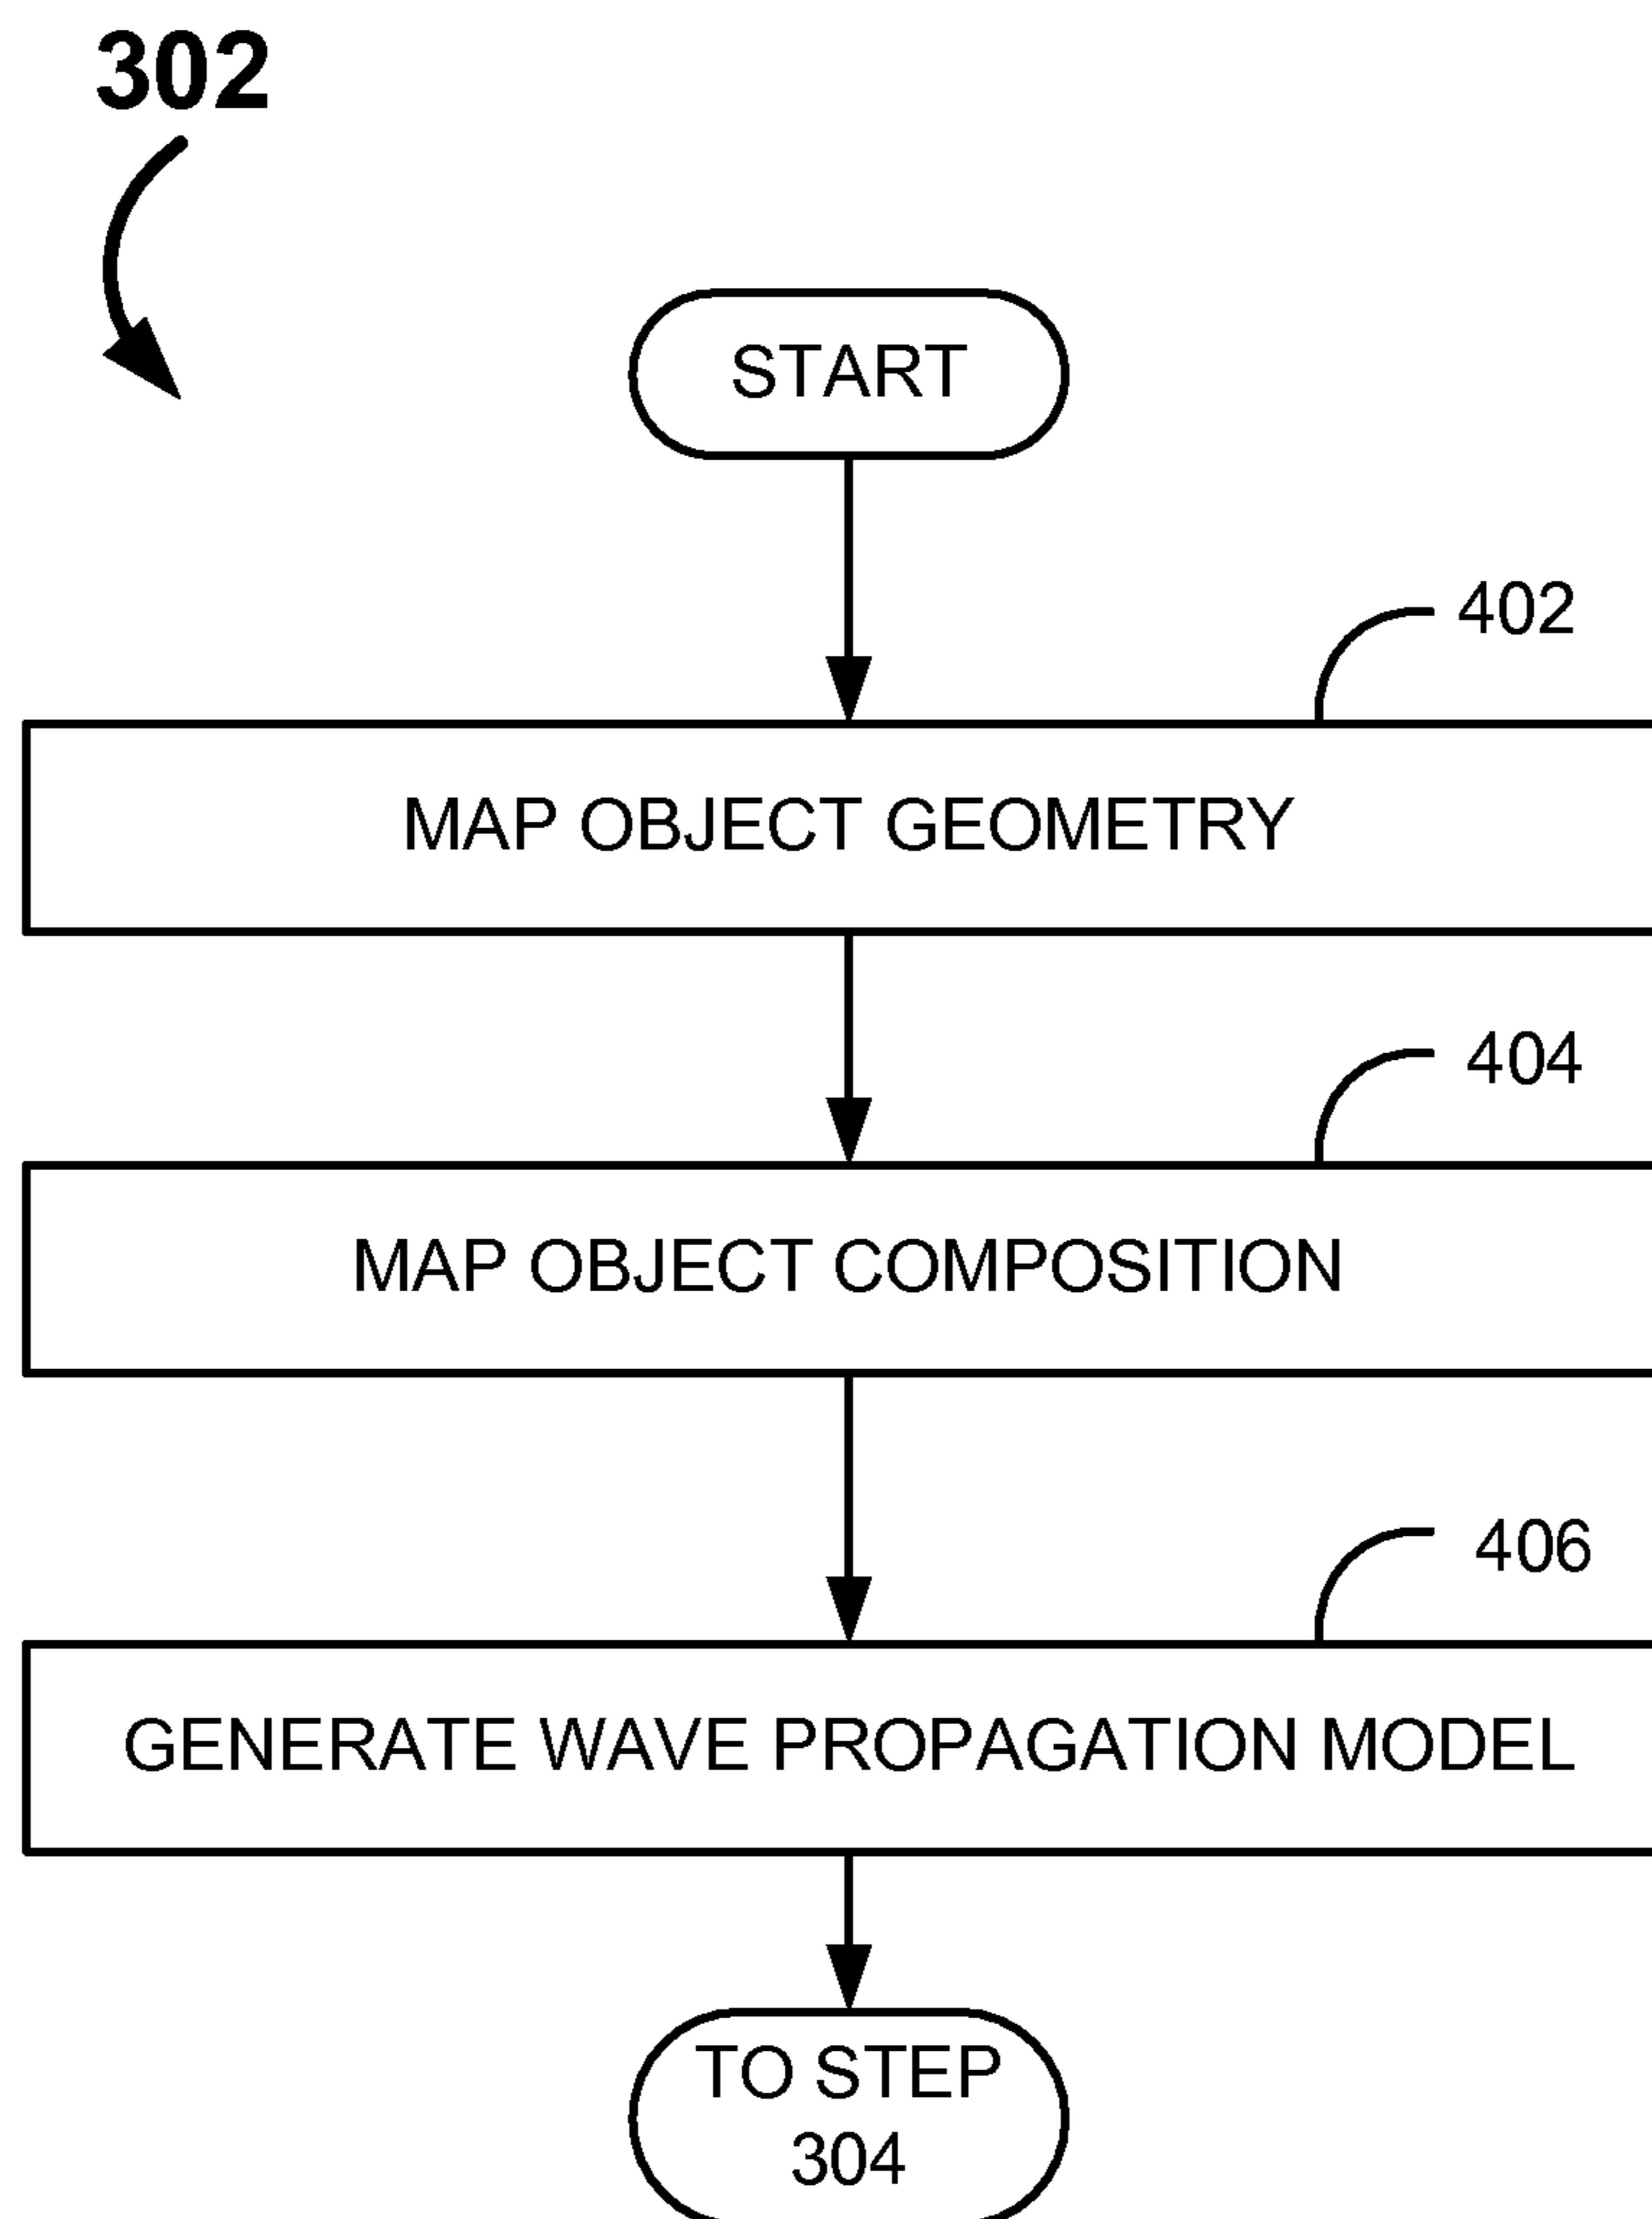 302
START
402
MAP OBJECT GEOMETRY
404
MAP OBJECT COMPOSITION
406
GENERATE WAVE PROPAGATION MODEL
TO STEP
304